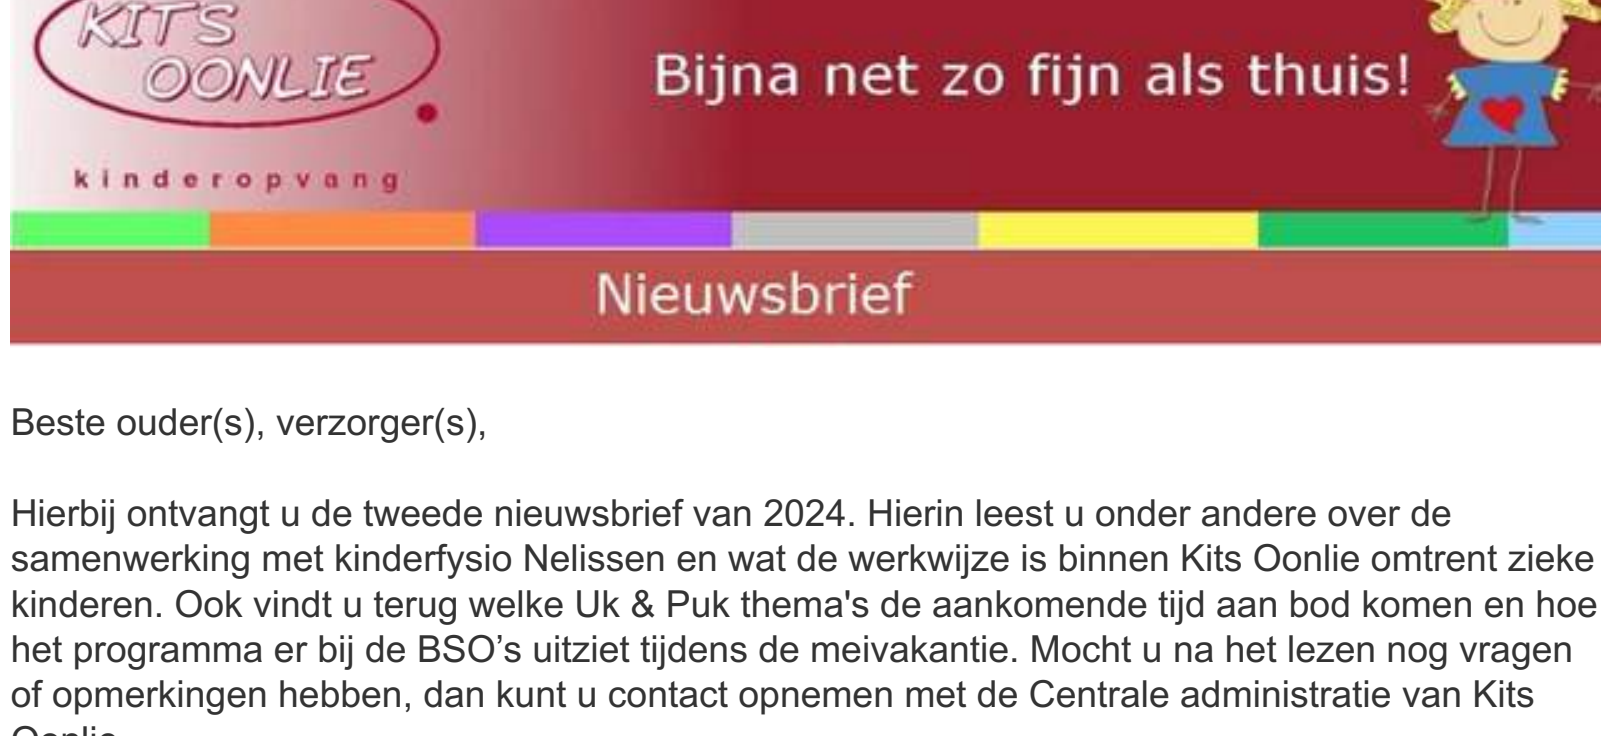 KITS
OONLIE
kinderopvang
Bijna net zo fijn als thuis!
Nieuwsbrief
Beste ouder(s), verzorger(s),
Hierbij ontvangt u de tweede nieuwsbrief van 2024. Hierin leest u onder andere over de
samenwerking met kinderfysio Nelissen en wat de werkwijze is binnen Kits Oonlie omtrent zieke
kinderen. Ook vindt u terug welke Uk & Puk thema's de aankomende tijd aan bod komen en hoe
het programma er bij de BSO’s uitziet tijdens de meivakantie. Mocht u na het lezen nog vragen
of opmerkingen hebben, dan kunt u contact opnemen met de Centrale administratie van Kits